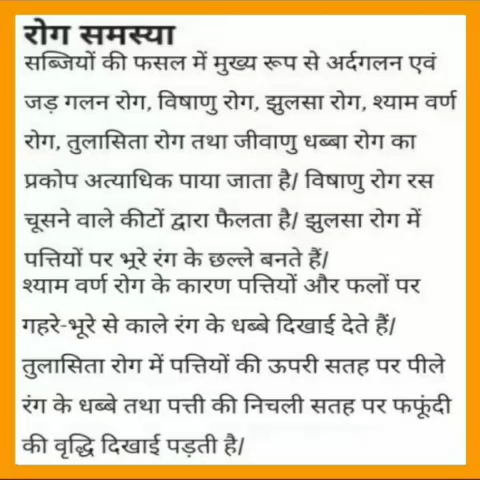 रोग समस्या
सब्जियों की फसल में मुख्य रूप से अर्दगलन एवं
जड़ गलन रोग, विषाणु रोग, झुलसा रोग, श्याम वर्ण
रोग, तुलासिता रोग तथा जीवाणु धब्बा रोग का
प्रकोप अत्याधिक पाया जाता है/ विषाणु रोग रस
चूसने वाले कीटों द्वारा फैलता है/ झुलसा रोग में
पत्तियों पर भूरे रंग के छल्ले बनते हैं/
श्याम वर्ण रोग के कारण पत्तियों और फलों पर
गहरे-भूरे से काले रंग के धब्बे दिखाई देते हैं/
तुलासिता रोग में पत्तियों की ऊपरी सतह पर पीले
रंग के धब्बे तथा पत्ती की निचली सतह पर फफूंदी
की वृद्धि दिखाई पड़ती है/